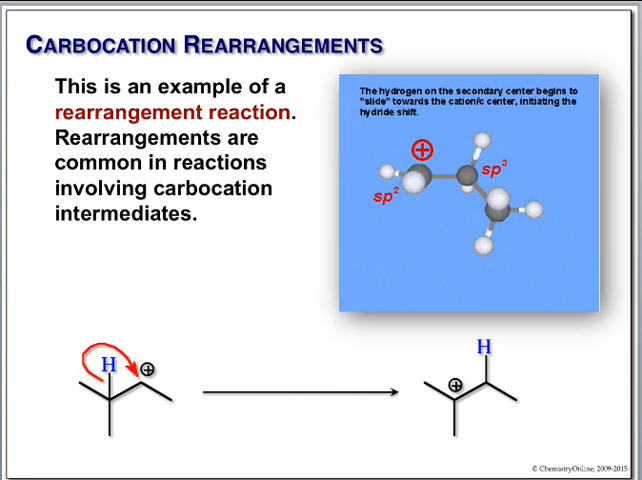 CARBOCATION REARRANGEMENTS
This is an example of a
rearrangement reaction.
Rearrangements are
common in reactions
involving carbocation
intermediates.
The hydrogen on the secondary center begins to
"slide" towards the cationic center, initiating the
hydride shift.
+
sp³
sp²
H
+
H
+
© ChemistryOnline, 2009-2015